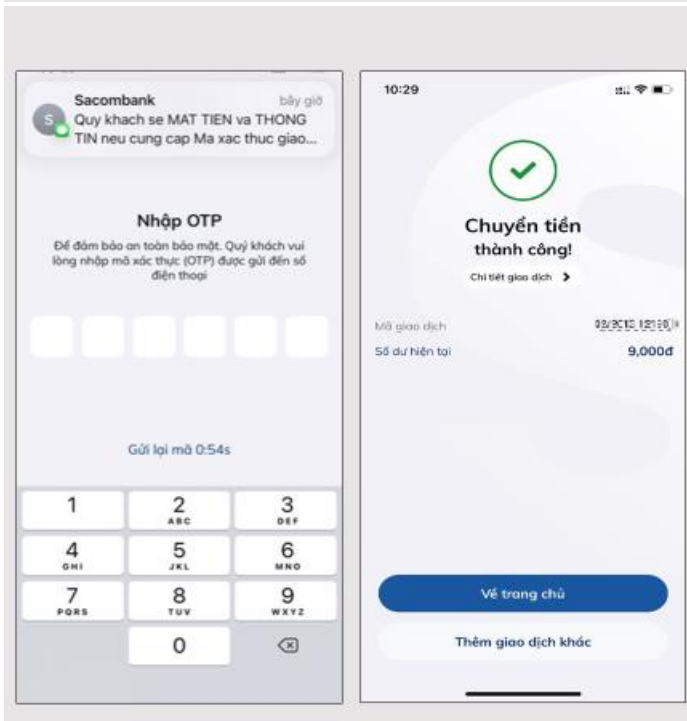 Sacombank bây giờ
Quy khach se MAT TIEN va THONG
TIN neu cung cap Ma xac thuc giao...
Nhập OTP
Để đảm bảo an toàn bảo mật. Quý khách vui
lòng nhập mã xác thực (OTP) được gửi đến số
điện thoại
Gửi lại mã 0:54s
1 2 3
ABC DEF
4 5 6
GHI JKL MNO
7 8 9
PQRS TUV WXYZ
0
10:29
Chuyển tiền
thành công!
Chi tiết giao dịch
Mã giao dịch
Số dư hiện tại 9,000đ
Về trang chủ
Thêm giao dịch khác